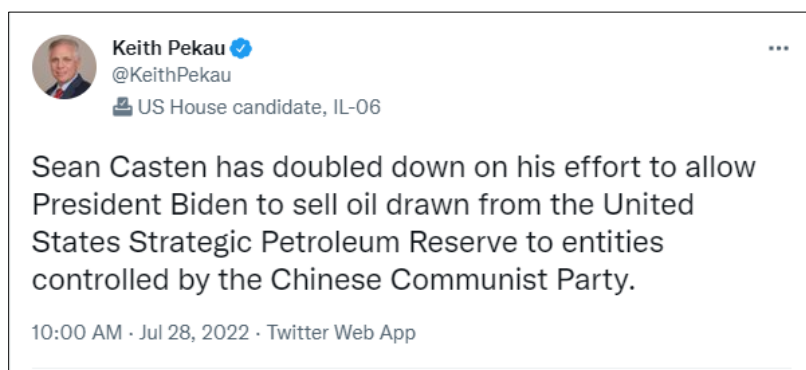 Keith Pekau
@KeithPekau
US House candidate, IL-06
Sean Casten has doubled down on his effort to allow
President Biden to sell oil drawn from the United
States Strategic Petroleum Reserve to entities
controlled by the Chinese Communist Party.
10:00 AM · Jul 28, 2022 · Twitter Web App